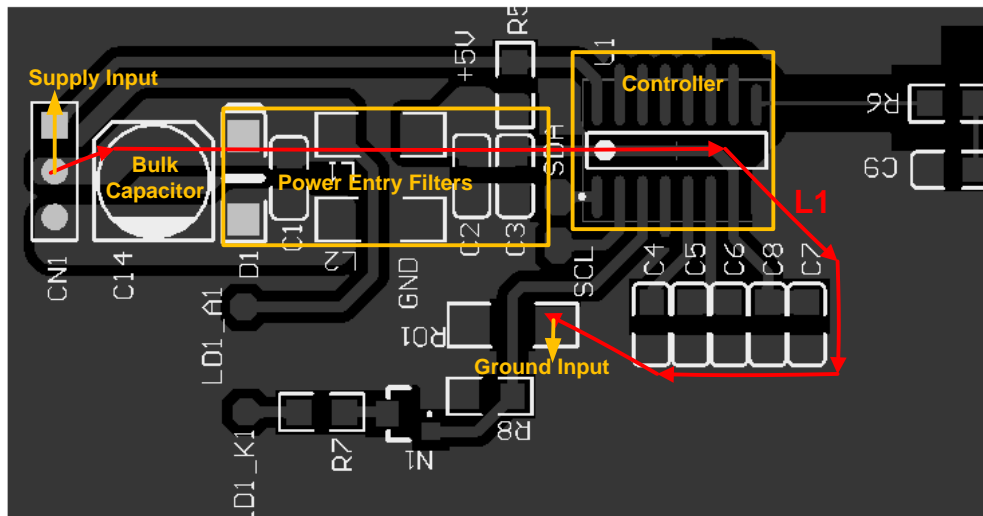 R5
+5V
U1
Supply Input
Controller
R6
Bulk
Capacitor
Power Entry Filters
SDA
C9
L1
CN1
C14
D1
C1
L2
GND
C2
C3
SCL
C4
C5
C6
C8
C7
LD1_A1
R01
Ground Input
LD1_K1
R7
N1
R8